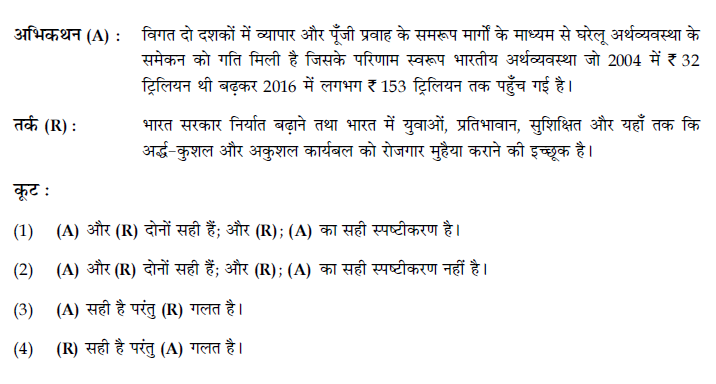 अभिकथन (A) : विगत दो दशकों में व्यापार और पूँजी प्रवाह के समरूप मार्गों के माध्यम से घरेलू अर्थव्यवस्था के
समेकन को गति मिली है जिसके परिणाम स्वरूप भारतीय अर्थव्यवस्था जो 2004 में ₹ 32
ट्रिलियन थी बढ़कर 2016 में लगभग ₹ 153 ट्रिलियन तक पहुँच गई है।
तर्क (R) : भारत सरकार निर्यात बढ़ाने तथा भारत में युवाओं, प्रतिभावान, सुशिक्षित और यहाँ तक कि
अर्द्ध-कुशल और अकुशल कार्यबल को रोजगार मुहैया कराने की इच्छूक है।
कूट :
(1) (A) और (R) दोनों सही हैं; और (R); (A) का सही स्पष्टीकरण है।
(2) (A) और (R) दोनों सही हैं; और (R); (A) का सही स्पष्टीकरण नहीं है।
(3) (A) सही है परंतु (R) गलत है।
(4) (R) सही है परंतु (A) गलत है।